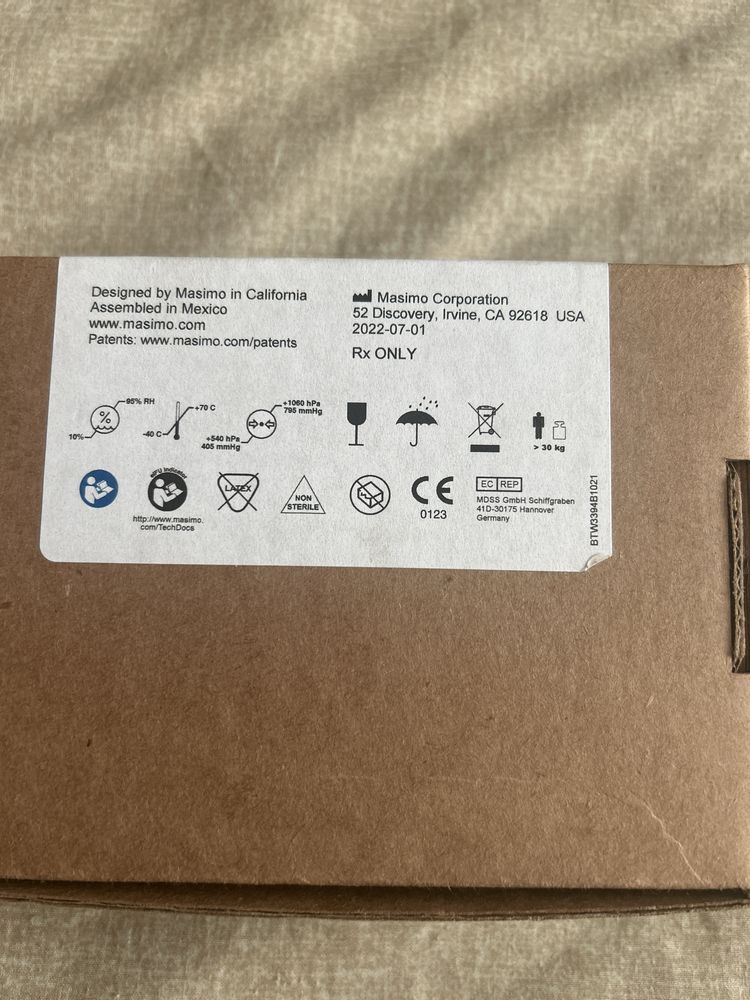 Designed by Masimo in California
Assembled in Mexico
www.masimo.com
Patents: www.masimo.com/patents
Masimo Corporation
52 Discovery, Irvine, CA 92618 USA
2022-07-01
Rx ONLY
95% RH
%
10%
+70 C
-40 C
+1060 hPa
795 mmHg
+540 hPa
405 mmHg
> 30 kg
eIFU indicator
http://www.masimo.
com/TechDocs
LATEX
NON
STERILE
CE
0123
EC REP
MDSS GmbH Schiffgraben
41D-30175 Hannover
Germany
BTW3394B1021